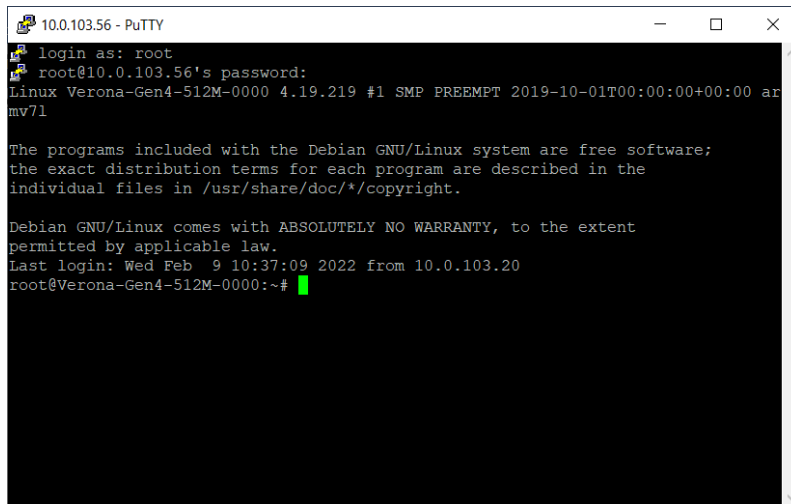 10.0.103.56 - PuTTY
login as: root
root@10.0.103.56's password:
Linux Verona-Gen4-512M-0000 4.19.219 #1 SMP PREEMPT 2019-10-01T00:00:00+00:00 ar
mv7l
The programs included with the Debian GNU/Linux system are free software;
the exact distribution terms for each program are described in the
individual files in /usr/share/doc/*/copyright.
Debian GNU/Linux comes with ABSOLUTELY NO WARRANTY, to the extent
permitted by applicable law.
Last login: Wed Feb  9 10:37:09 2022 from 10.0.103.20
root@Verona-Gen4-512M-0000:~#